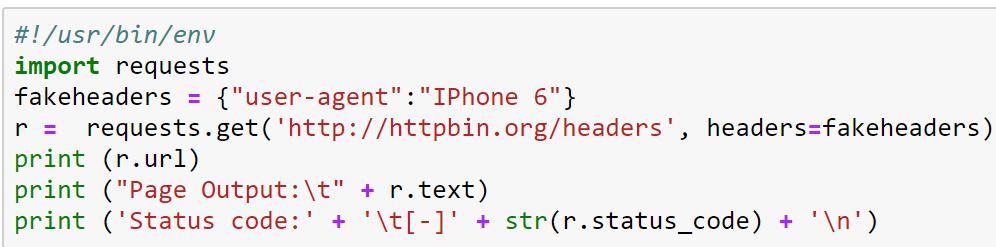 #!/usr/bin/env
import requests
fakeheaders = {"user-agent":"IPhone 6"}
r =  requests.get('http://httpbin.org/headers', headers=fakeheaders)
print (r.url)
print ("Page Output:\t" + r.text)
print ('Status code:' + '\t[-]' + str(r.status_code) + '\n')